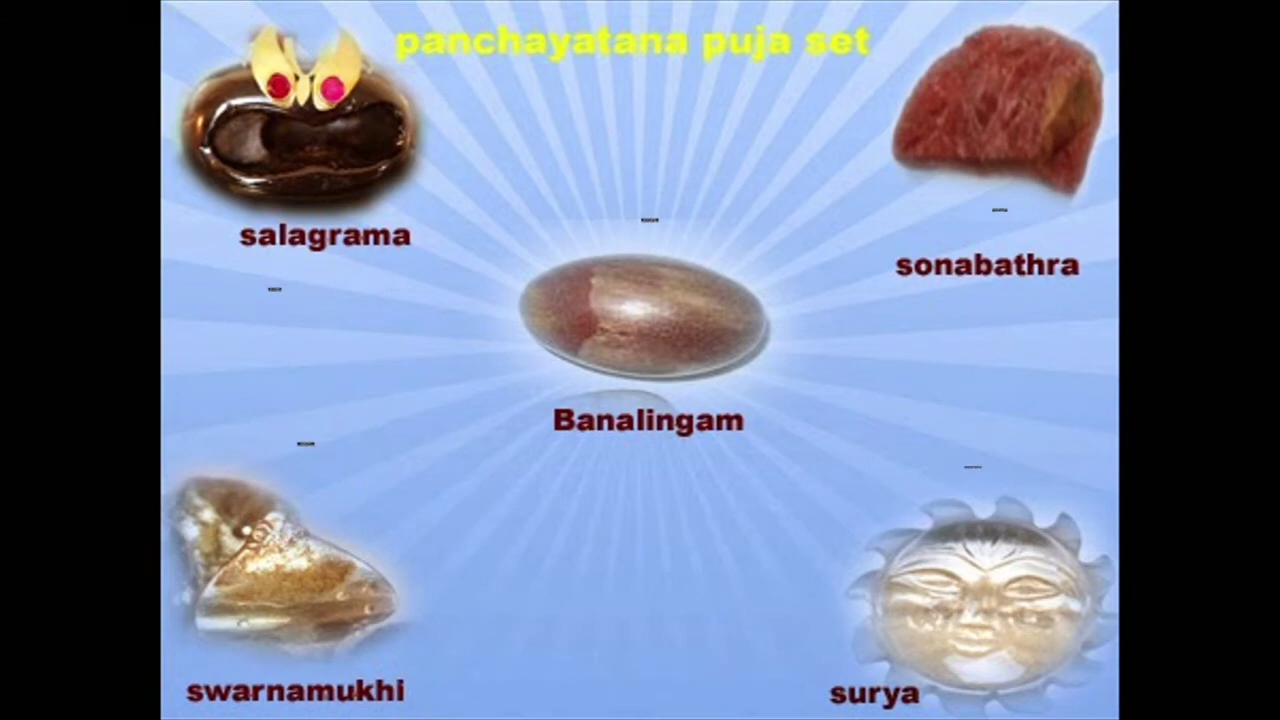 panchayatana puja set
salagrama
sonabathra
Banalingam
swarnamukhi
surya